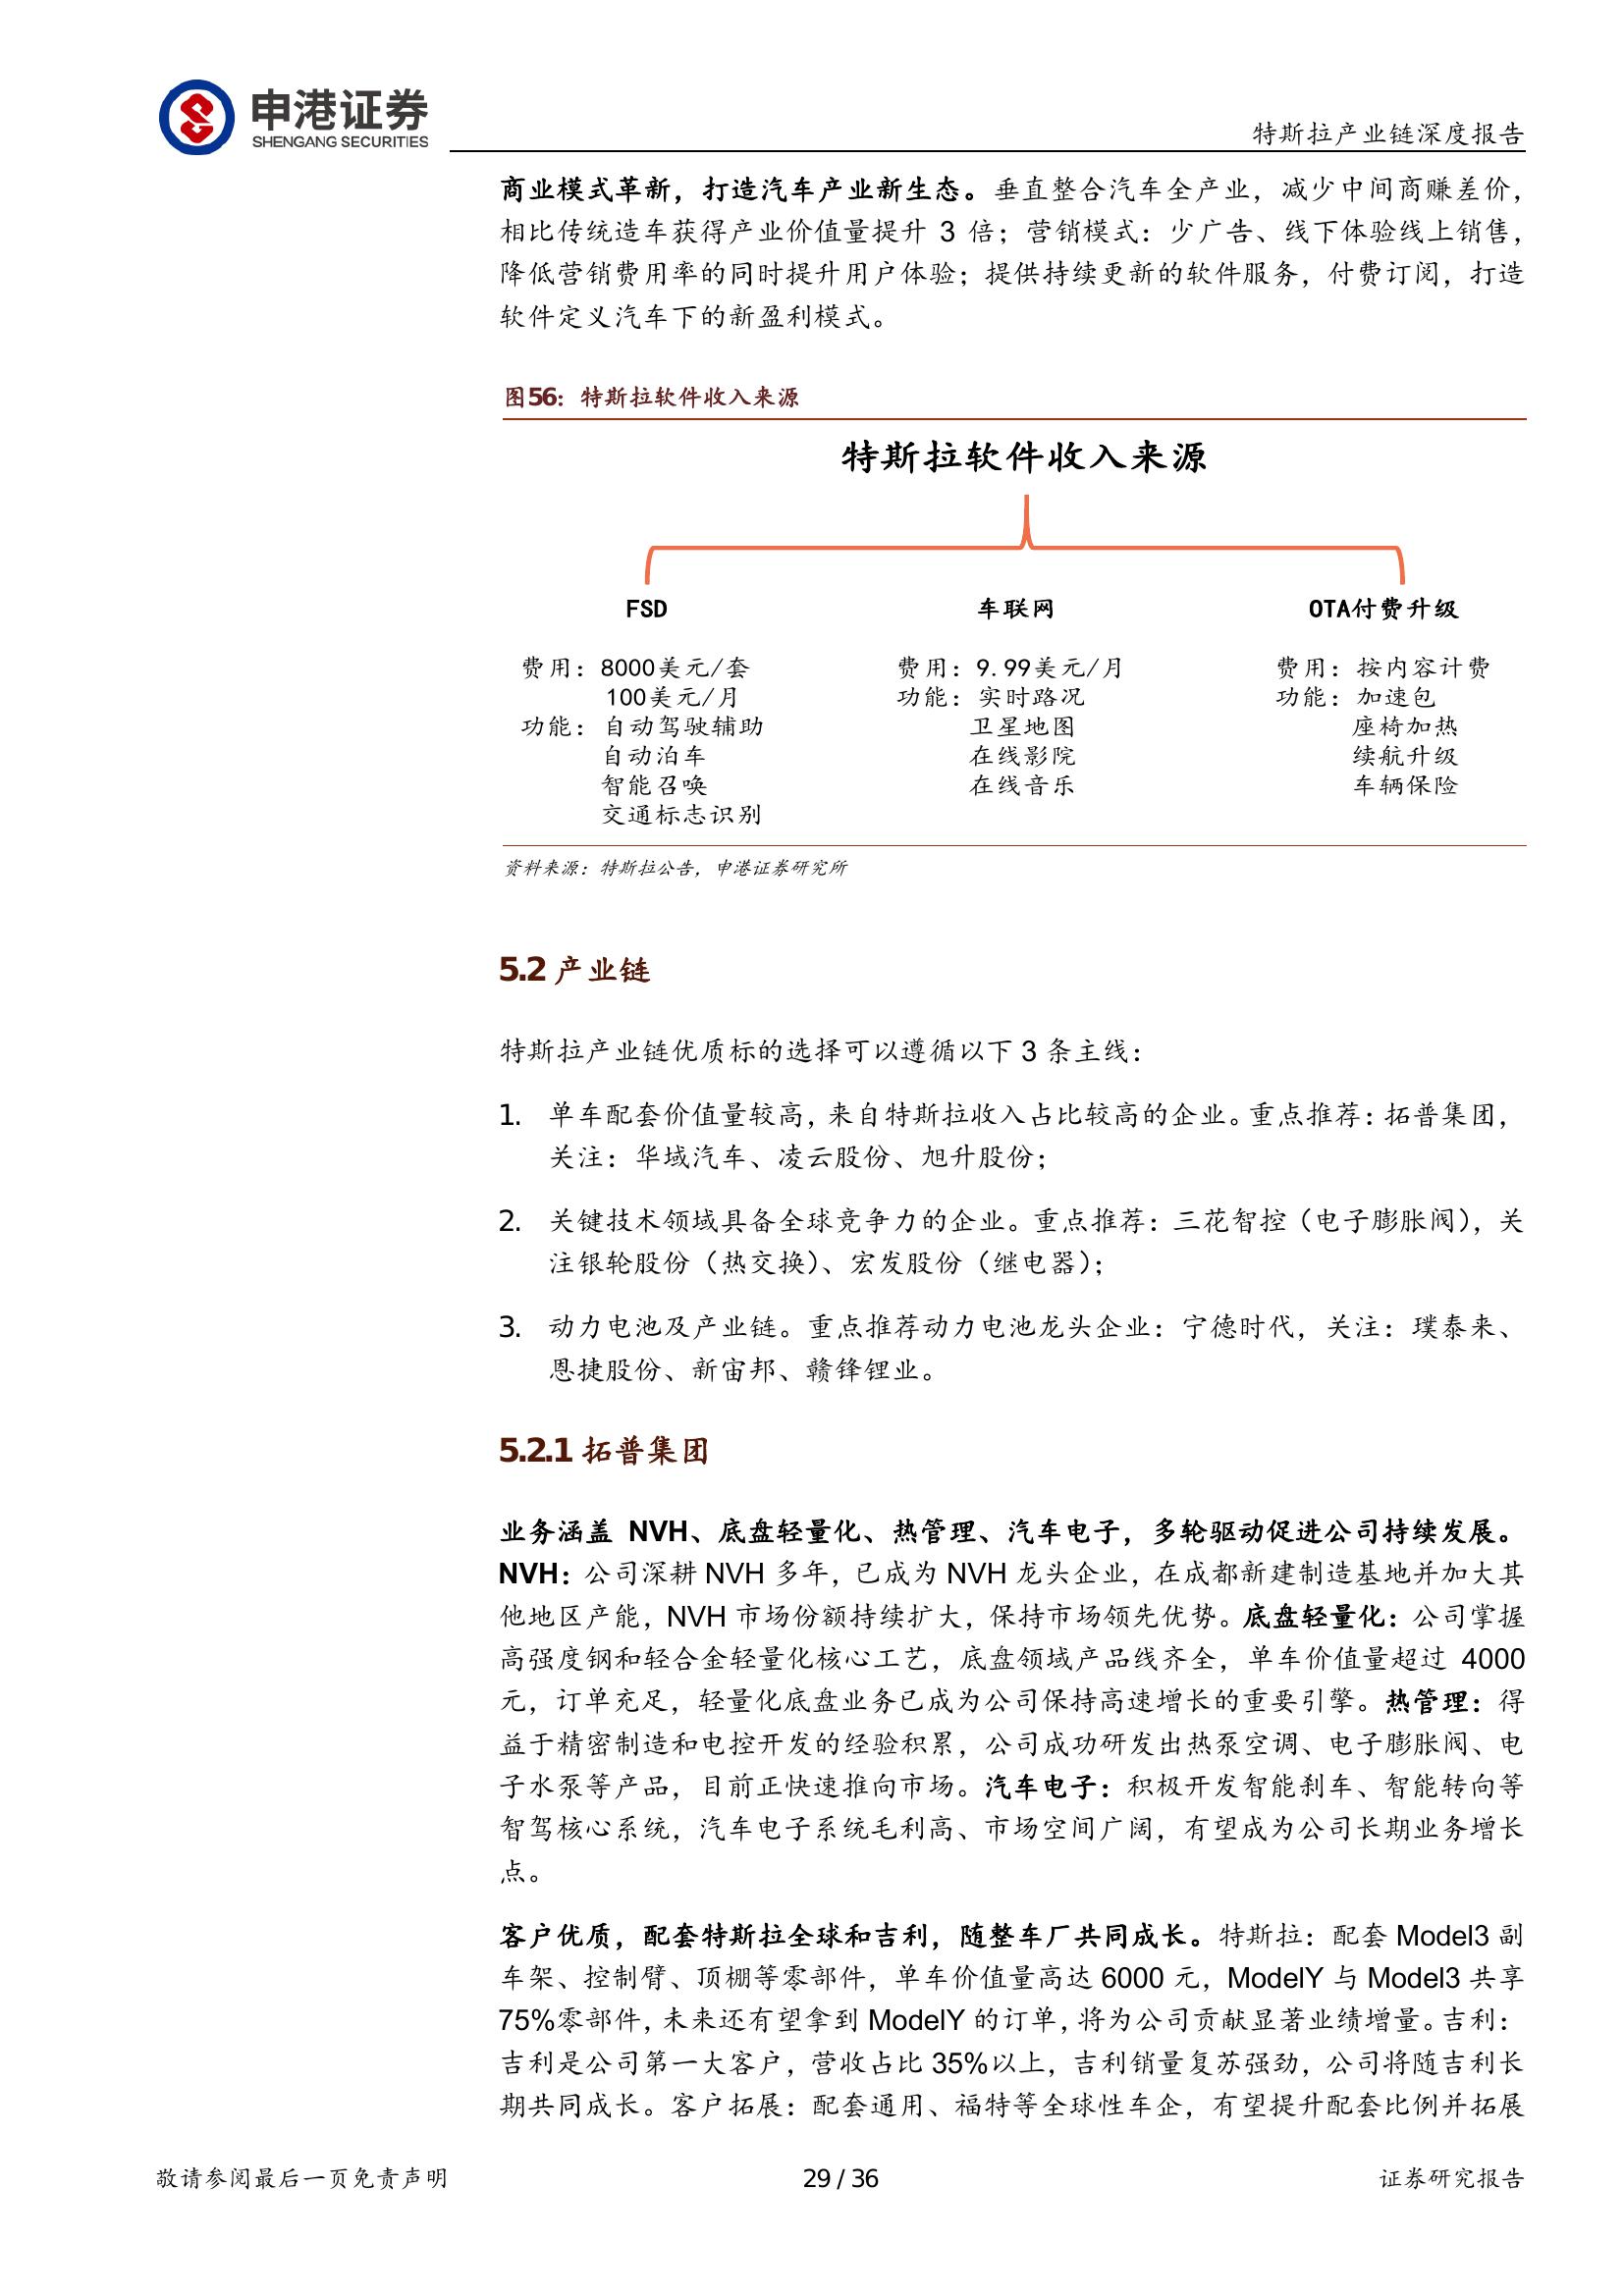 申港证券
SHENGANG SECURITIES
特斯拉产业链深度报告
商业模式革新，打造汽车产业新生态。垂直整合汽车全产业，减少中间商赚差价，
相比传统造车获得产业价值量提升 3 倍；营销模式：少广告、线下体验线上销售，
降低营销费用率的同时提升用户体验；提供持续更新的软件服务，付费订阅，打造
软件定义汽车下的新盈利模式。
图56：特斯拉软件收入来源
特斯拉软件收入来源
FSD
费用：8000美元/套
100美元/月
功能：自动驾驶辅助
自动泊车
智能召唤
交通标志识别
车联网
费用：9.99美元/月
功能：实时路况
卫星地图
在线影院
在线音乐
OTA付费升级
费用：按内容计费
功能：加速包
座椅加热
续航升级
车辆保险
资料来源：特斯拉公告，申港证券研究所
5.2 产业链
特斯拉产业链优质标的选择可以遵循以下 3 条主线：
1. 单车配套价值量较高，来自特斯拉收入占比较高的企业。重点推荐：拓普集团，
关注：华域汽车、凌云股份、旭升股份；
2. 关键技术领域具备全球竞争力的企业。重点推荐：三花智控（电子膨胀阀），关
注银轮股份（热交换）、宏发股份（继电器）；
3. 动力电池及产业链。重点推荐动力电池龙头企业：宁德时代，关注：璞泰来、
恩捷股份、新宙邦、赣锋锂业。
5.2.1 拓普集团
业务涵盖 NVH、底盘轻量化、热管理、汽车电子，多轮驱动促进公司持续发展。
NVH：公司深耕 NVH 多年，已成为 NVH 龙头企业，在成都新建制造基地并加大其
他地区产能，NVH 市场份额持续扩大，保持市场领先优势。底盘轻量化：公司掌握
高强度钢和轻合金轻量化核心工艺，底盘领域产品线齐全，单车价值量超过 4000
元，订单充足，轻量化底盘业务已成为公司保持高速增长的重要引擎。热管理：得
益于精密制造和电控开发的经验积累，公司成功研发出热泵空调、电子膨胀阀、电
子水泵等产品，目前正快速推向市场。汽车电子：积极开发智能刹车、智能转向等
智驾核心系统，汽车电子系统毛利高、市场空间广阔，有望成为公司长期业务增长
点。
客户优质，配套特斯拉全球和吉利，随整车厂共同成长。特斯拉：配套 Model3 副
车架、控制臂、顶棚等零部件，单车价值量高达 6000 元，ModelY 与 Model3 共享
75%零部件，未来还有望拿到 ModelY 的订单，将为公司贡献显著业绩增量。吉利：
吉利是公司第一大客户，营收占比 35%以上，吉利销量复苏强劲，公司将随吉利长
期共同成长。客户拓展：配套通用、福特等全球性车企，有望提升配套比例并拓展
敬请参阅最后一页免责声明
29 / 36
证券研究报告